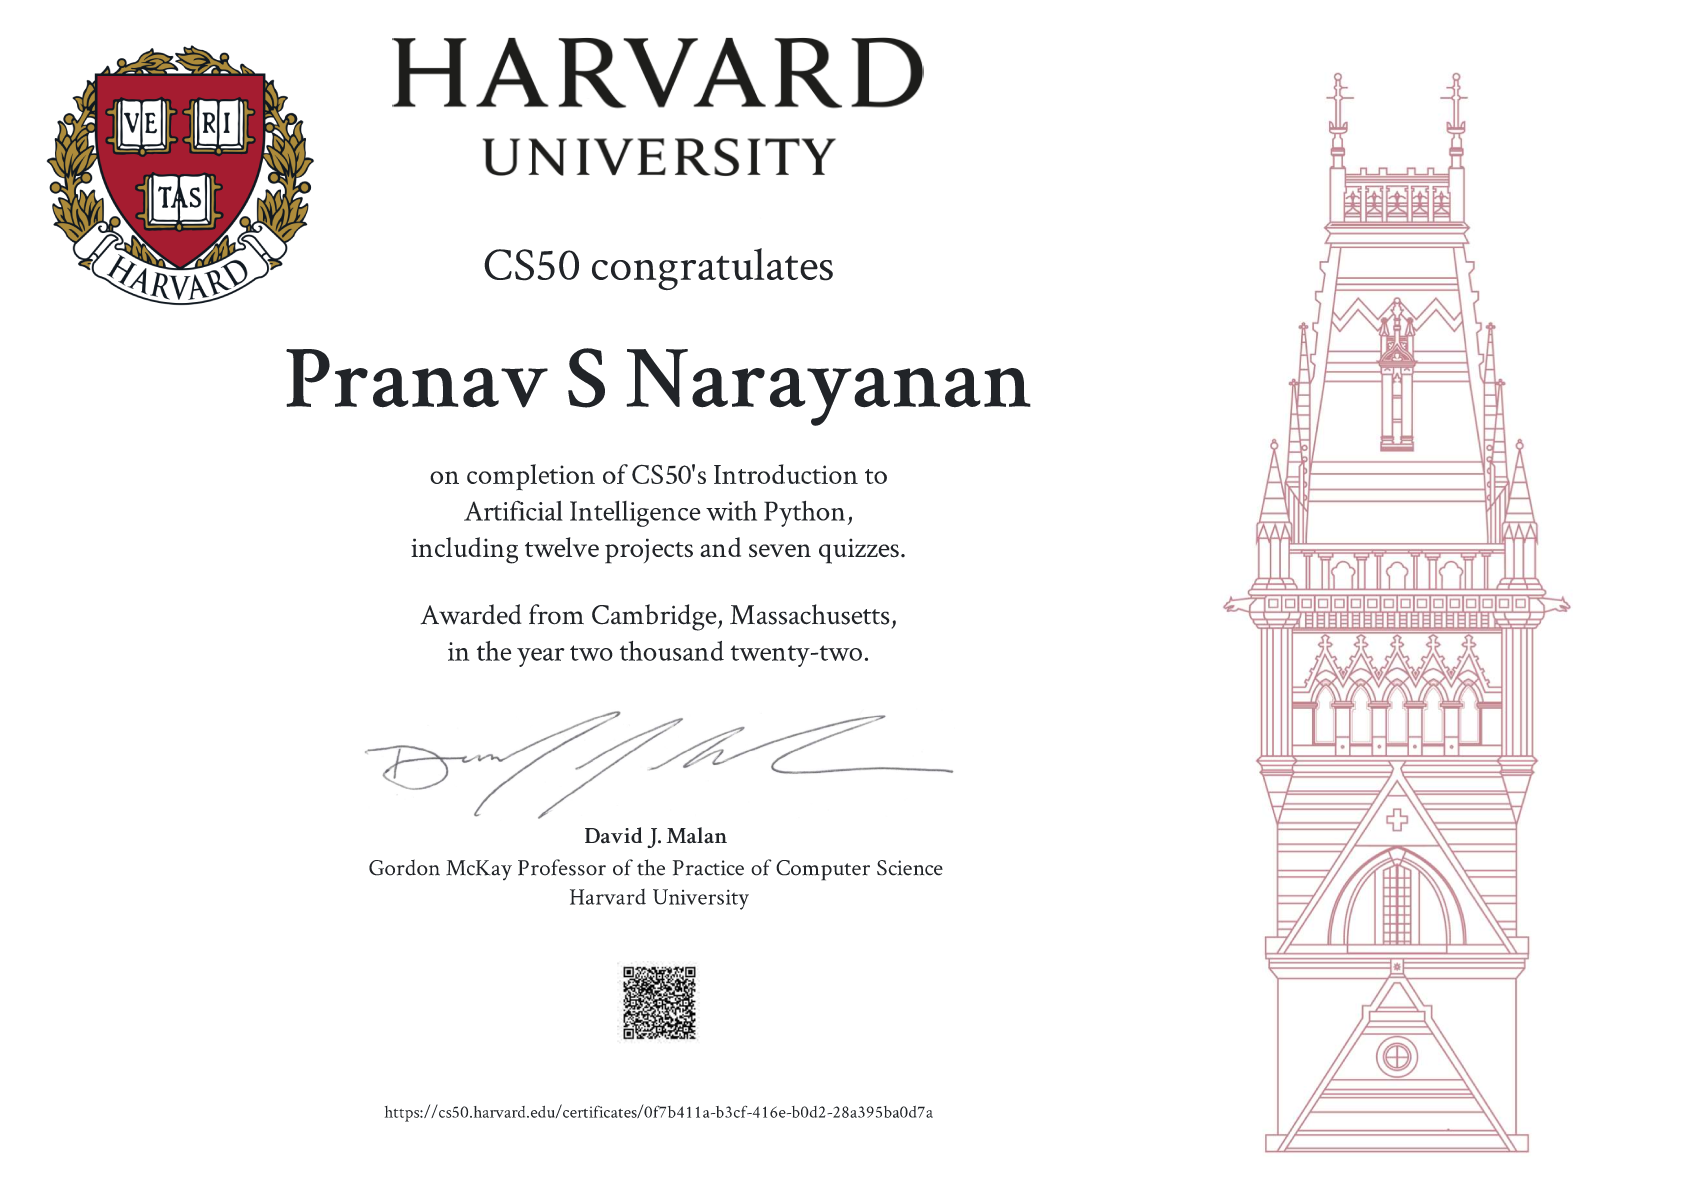 VE RI
TAS
HARVARD
HARVARD
UNIVERSITY
CS50 congratulates
Pranav S Narayanan
on completion of CS50's Introduction to
Artificial Intelligence with Python,
including twelve projects and seven quizzes.
Awarded from Cambridge, Massachusetts,
in the year two thousand twenty-two.
David J. Malan
Gordon McKay Professor of the Practice of Computer Science
Harvard University
https://cs50.harvard.edu/certificates/0f7b411a-b3cf-416e-b0d2-28a395ba0d7a